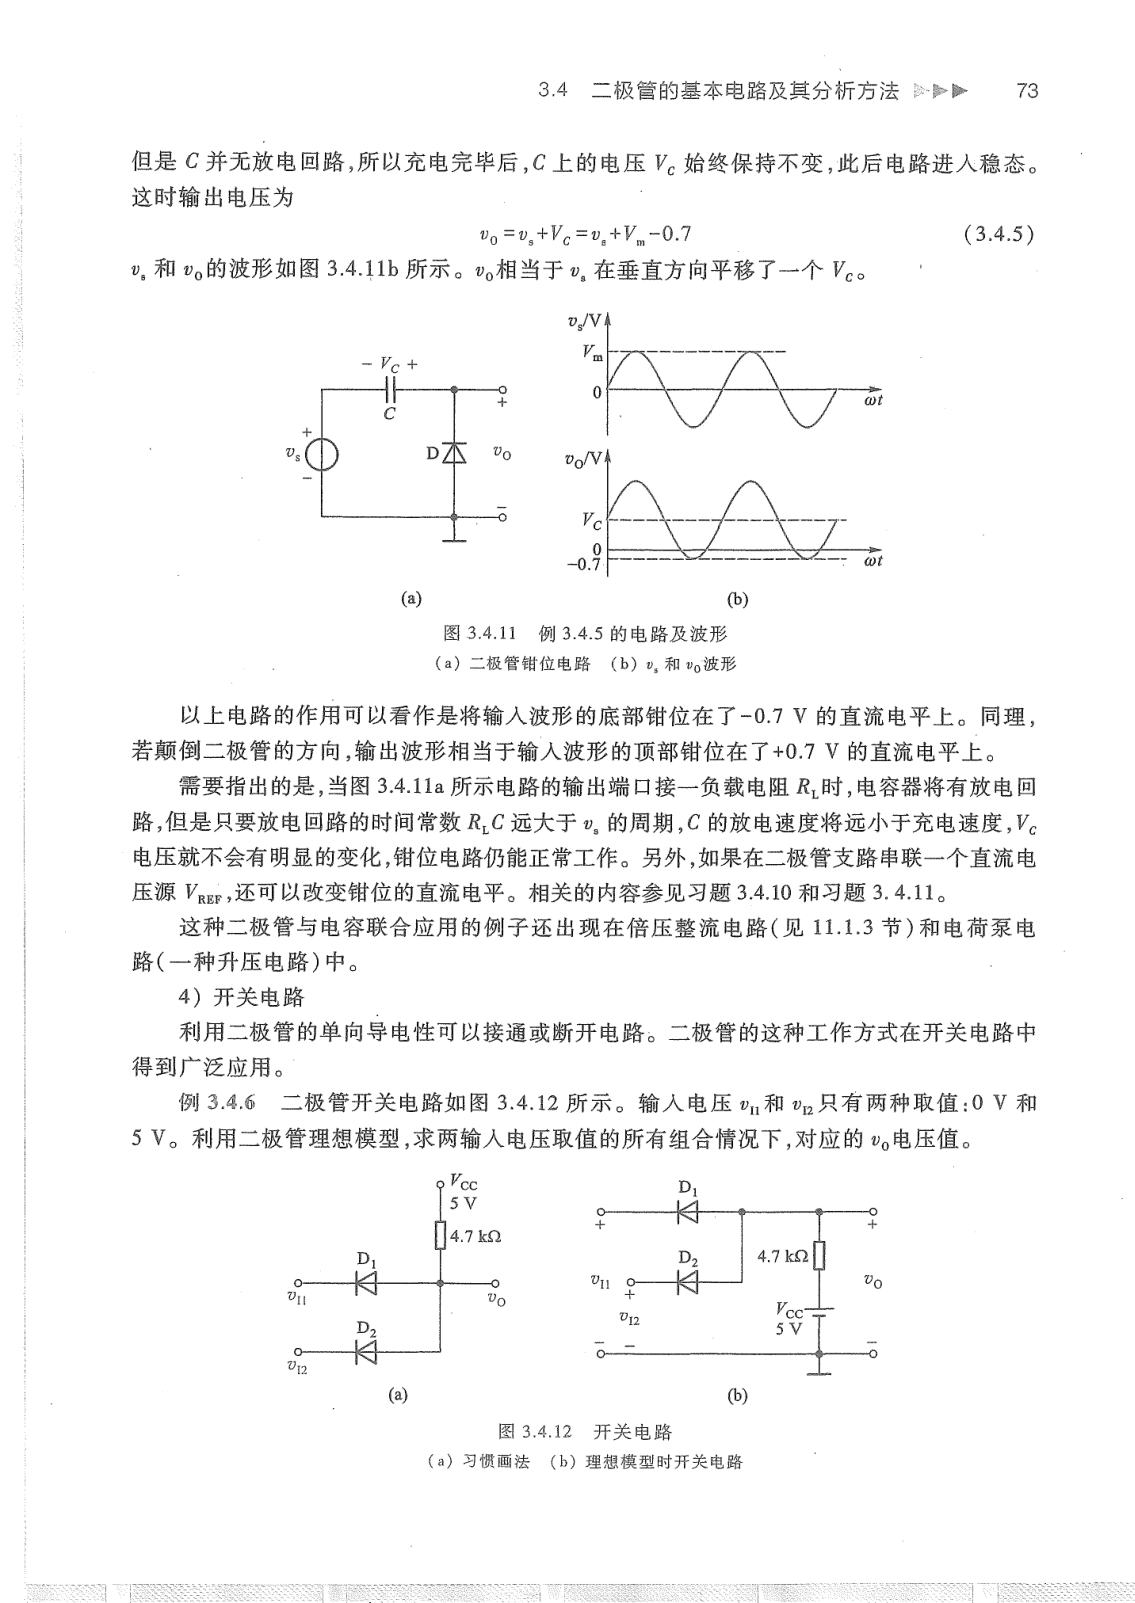 3.4 二极管的基本电路及其分析方法 73
但是 C 并无放电回路,所以充电完毕后,C 上的电压 V_C 始终保持不变,此后电路进入稳态。
这时输出电压为
v_O = v_s + V_C = v_s + V_m − 0.7 (3.4.5)
v_s 和 v_O的波形如图 3.4.11b 所示。v_O相当于 v_s 在垂直方向平移了一个 V_C。
− V_C +
C
+
v_s
−
D
+
v_O
−
(a)
v_s/V
V_m
0
ωt
v_O/V
V_C
0
−0.7
ωt
(b)
图 3.4.11 例 3.4.5 的电路及波形
(a) 二极管钳位电路 (b) v_s 和 v_O波形
以上电路的作用可以看作是将输入波形的底部钳位在了−0.7 V 的直流电平上。同理,
若颠倒二极管的方向,输出波形相当于输入波形的顶部钳位在了+0.7 V 的直流电平上。
需要指出的是,当图 3.4.11a 所示电路的输出端口接一负载电阻 R_L时,电容器将有放电回
路,但是只要放电回路的时间常数 R_LC 远大于 v_s 的周期,C 的放电速度将远小于充电速度,V_C
电压就不会有明显的变化,钳位电路仍能正常工作。另外,如果在二极管支路串联一个直流电
压源 V_REF,还可以改变钳位的直流电平。相关的内容参见习题 3.4.10 和习题 3.4.11。
这种二极管与电容联合应用的例子还出现在倍压整流电路(见 11.1.3 节)和电荷泵电
路(一种升压电路)中。
4) 开关电路
利用二极管的单向导电性可以接通或断开电路。二极管的这种工作方式在开关电路中
得到广泛应用。
例 3.4.6 二极管开关电路如图 3.4.12 所示。输入电压 v_I1和 v_I2只有两种取值:0 V 和
5 V。利用二极管理想模型,求两输入电压取值的所有组合情况下,对应的 v_O电压值。
V_CC
5 V
4.7 kΩ
D_1
v_I1
v_O
D_2
v_I2
(a)
D_1
+
+
D_2
4.7 kΩ
v_I1
+
v_O
v_I2
V_CC
5 V
−
−
−
(b)
图 3.4.12 开关电路
(a) 习惯画法 (b) 理想模型时开关电路